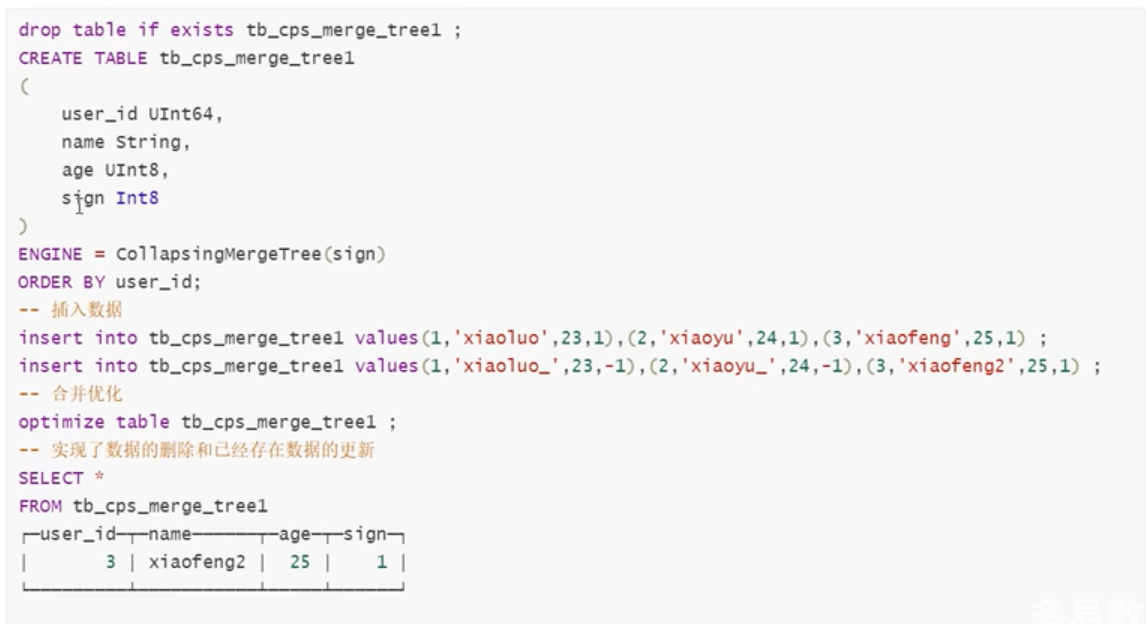 drop table if exists tb_cps_merge_tree1 ;
CREATE TABLE tb_cps_merge_tree1
(
    user_id UInt64,
    name String,
    age UInt8,
    sign Int8
)
ENGINE = CollapsingMergeTree(sign)
ORDER BY user_id;
-- 插入数据
insert into tb_cps_merge_tree1 values(1,'xiaoluo',23,1),(2,'xiaoyu',24,1),(3,'xiaofeng',25,1) ;
insert into tb_cps_merge_tree1 values(1,'xiaoluo_',23,-1),(2,'xiaoyu_',24,-1),(3,'xiaofeng2',25,1) ;
-- 合并优化
optimize table tb_cps_merge_tree1 ;
-- 实现了数据的删除和已经存在数据的更新
SELECT *
FROM tb_cps_merge_tree1
┌─user_id─┬─name──────┬─age─┬─sign─┐
|       3 | xiaofeng2 |  25 |    1 |
└─────────┴───────────┴─────┴──────┘
多易教